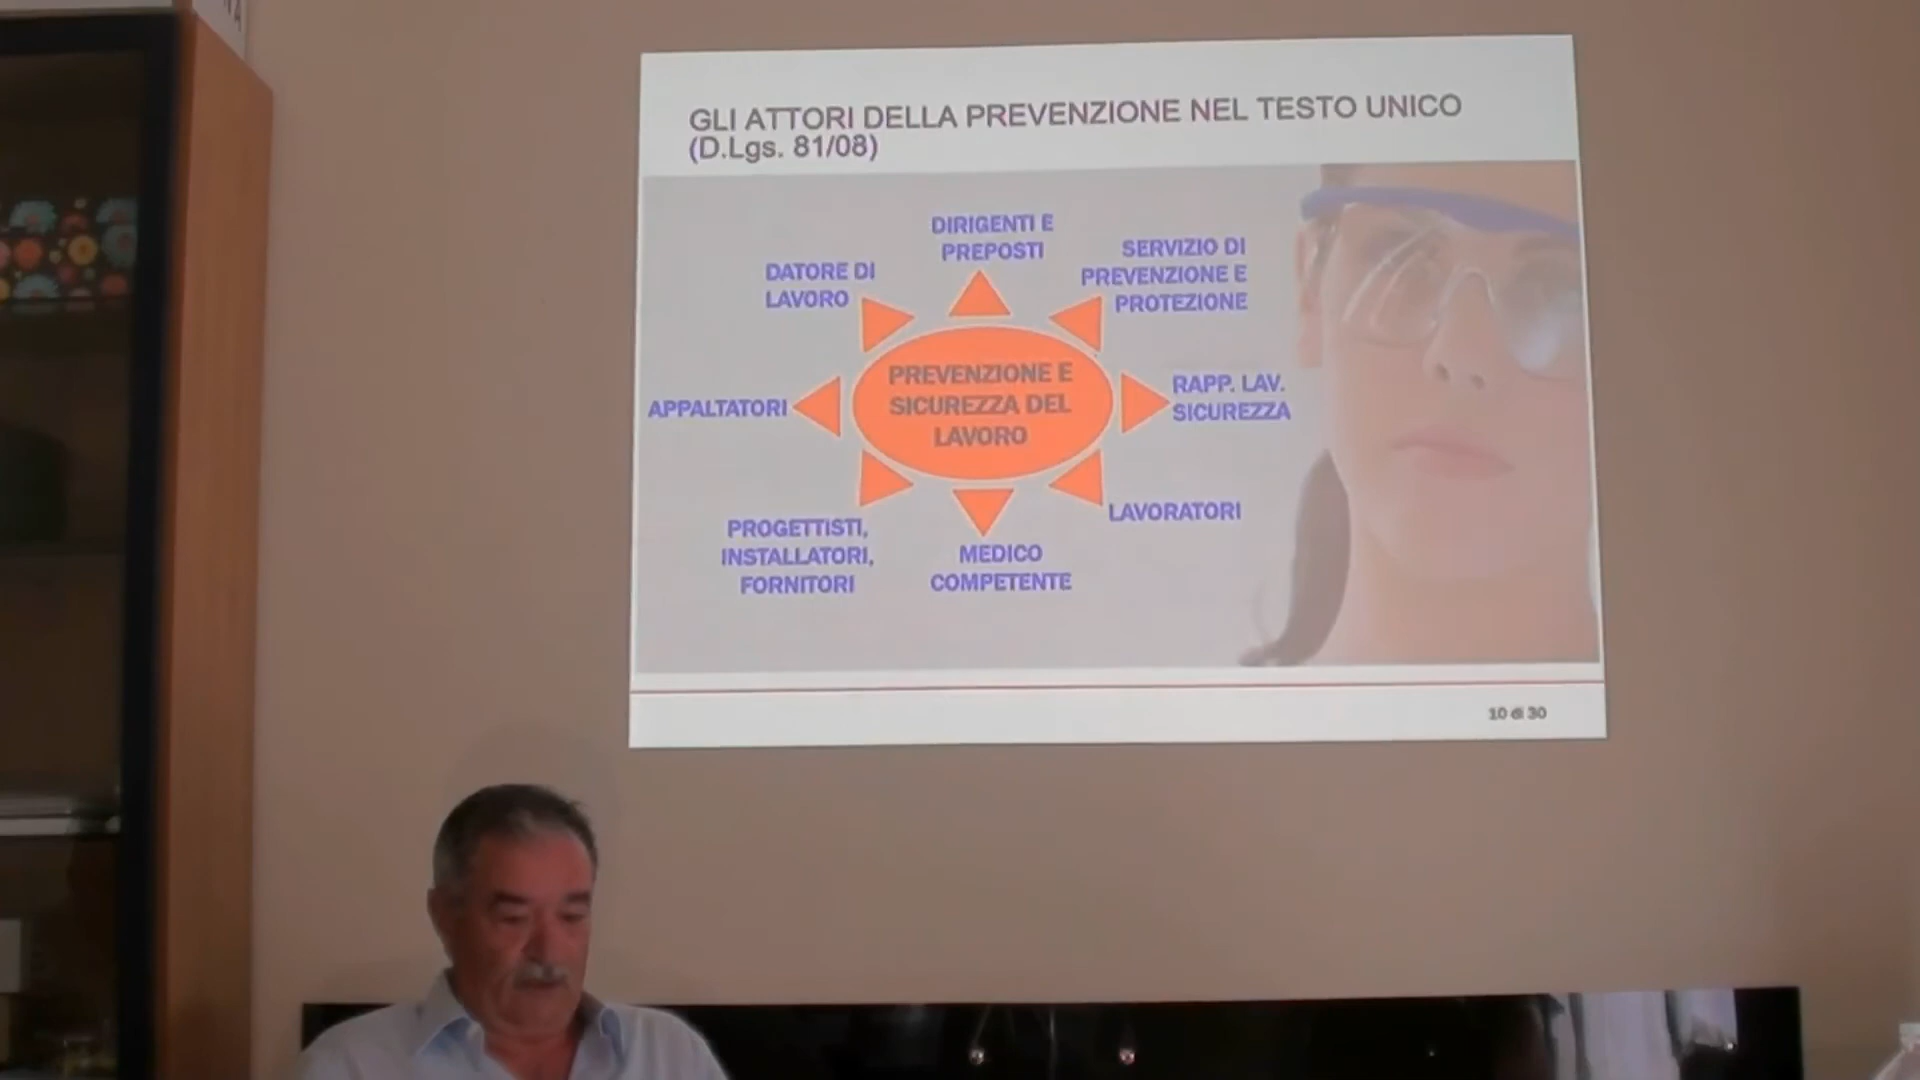 GLI ATTORI DELLA PREVENZIONE NEL TESTO UNICO
(D.Lgs. 81/08)
DIRIGENTI E
PREPOSTI
SERVIZIO DI
PREVENZIONE E
PROTEZIONE
DATORE DI
LAVORO
PREVENZIONE E
SICUREZZA DEL
LAVORO
RAPP. LAV.
SICUREZZA
APPALTATORI
LAVORATORI
PROGETTISTI,
INSTALLATORI,
FORNITORI
MEDICO
COMPETENTE
10 di 30